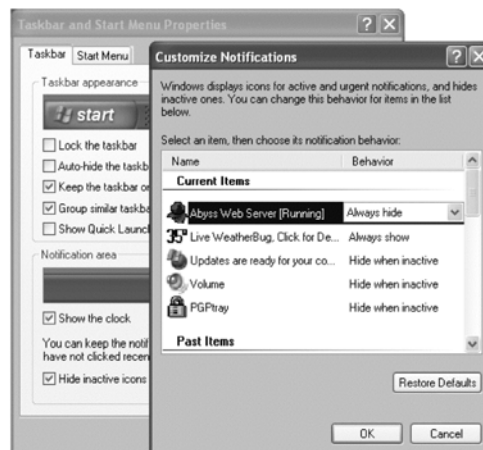 Taskbar and Start Menu Properties
Taskbar
Start Menu
Taskbar appearance
start
Lock the taskbar
Auto-hide the taskb
Keep the taskbar or
Group similar taskba
Show Quick Launc
Notification area
Show the clock
You can keep the notif
have not clicked recen
Hide inactive icons
Customize Notifications
Windows displays icons for active and urgent notifications, and hides
inactive ones. You can change this behavior for items in the list
below.
Select an item, then choose its notification behavior:
Name Behavior
Current Items
Abyss Web Server [Running] Always hide
35° Live WeatherBug, Click for De... Always show
Updates are ready for your co... Hide when inactive
Volume Hide when inactive
PGPtray Hide when inactive
Past Items
Restore Defaults
OK Cancel